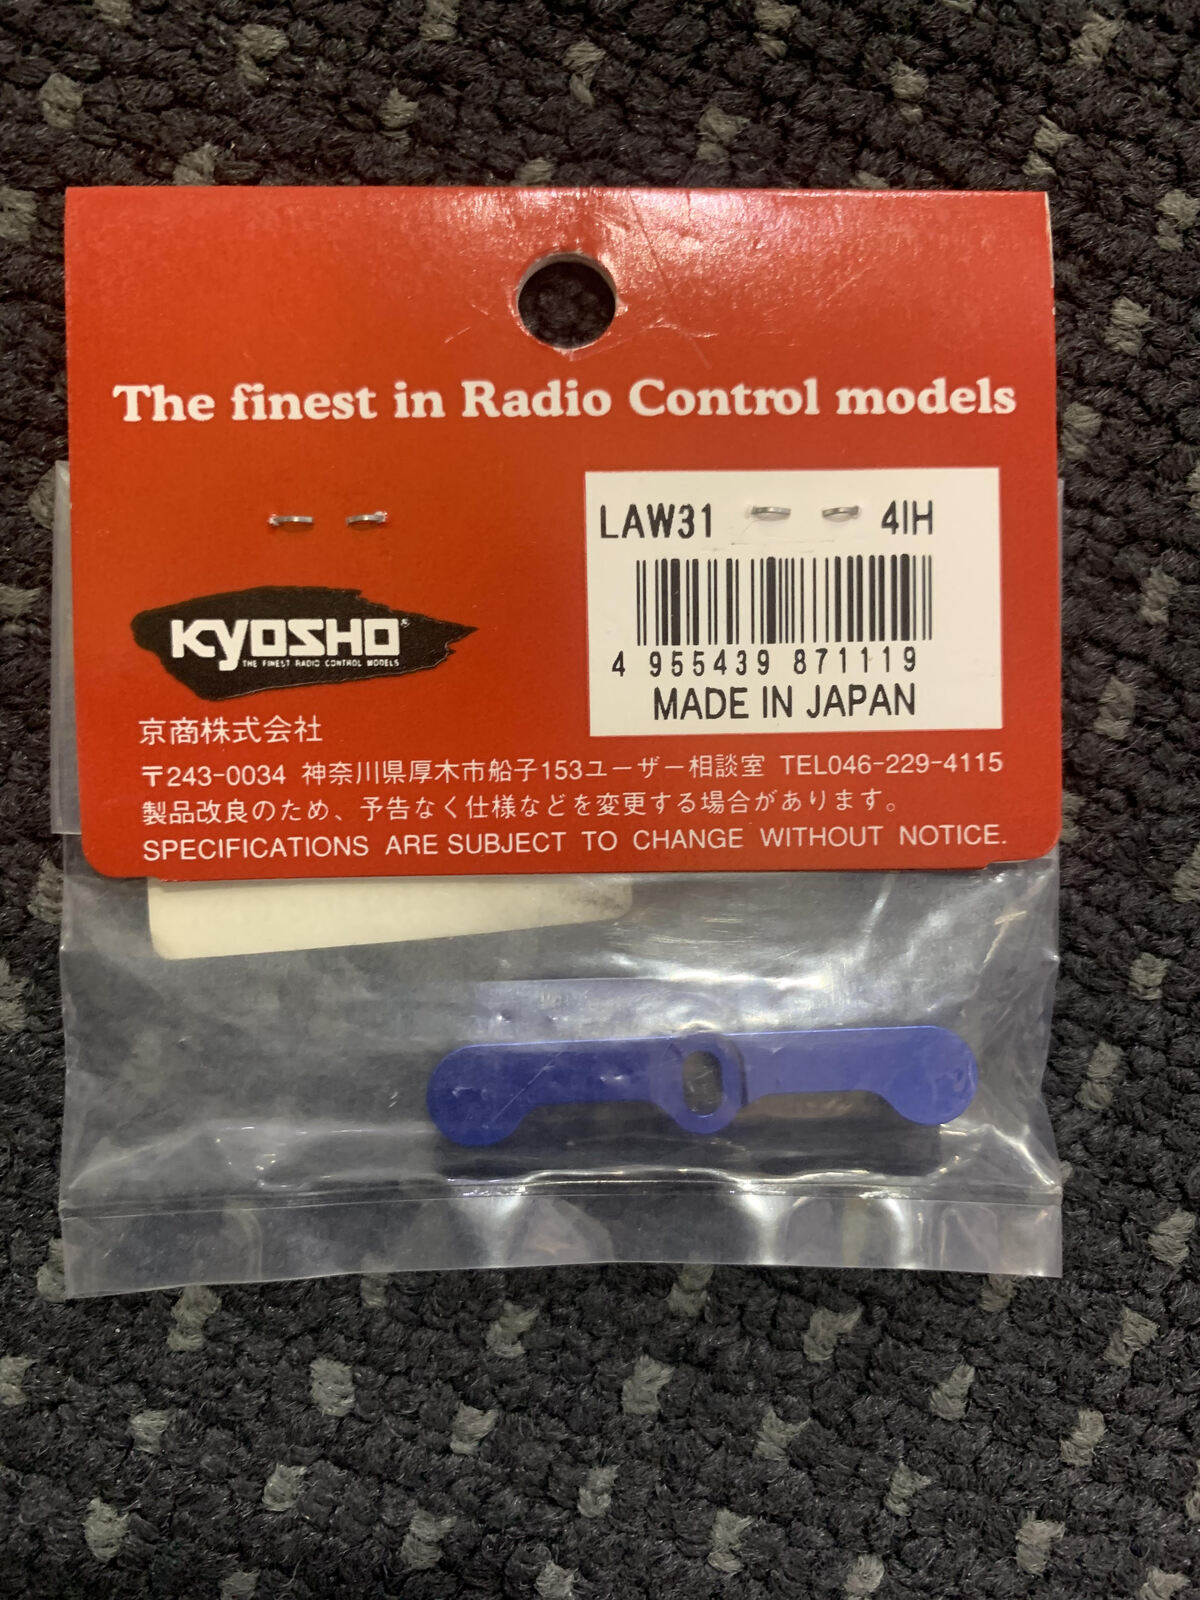 The finest in Radio Control models
LAW31 4IH
4 955439 871119
MADE IN JAPAN
KYOSHO®
THE FINEST RADIO CONTROL MODELS
京商株式会社
〒243-0034 神奈川県厚木市船子153ユーザー相談室 TEL046-229-4115
製品改良のため、予告なく仕様などを変更する場合があります。
SPECIFICATIONS ARE SUBJECT TO CHANGE WITHOUT NOTICE.